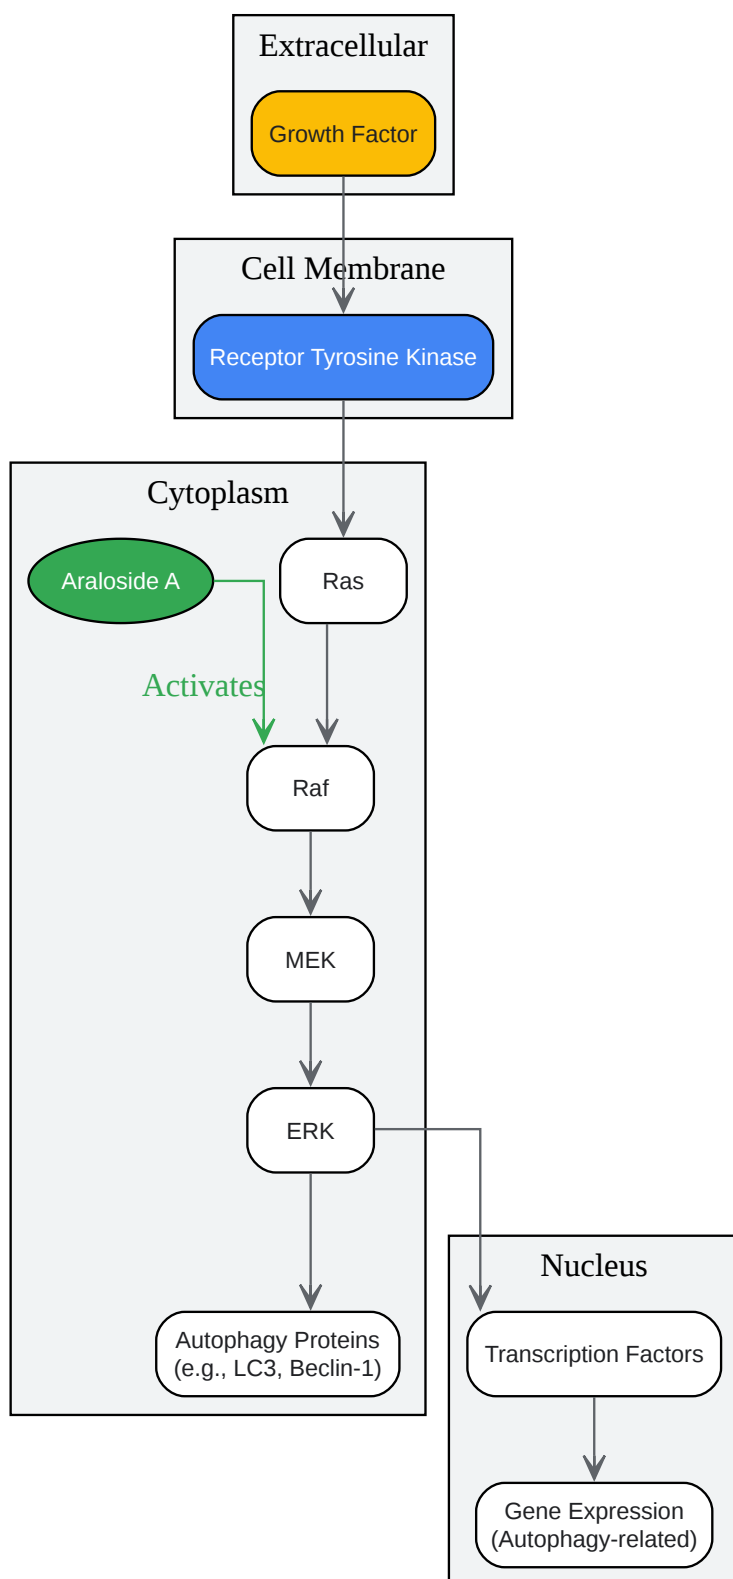 Extracellular
Growth Factor
Cell Membrane
Receptor Tyrosine Kinase
Cytoplasm
Araloside A
Ras
Activates
Raf
MEK
ERK
Nucleus
Autophagy Proteins
(e.g., LC3, Beclin-1)
Transcription Factors
Gene Expression
(Autophagy-related)